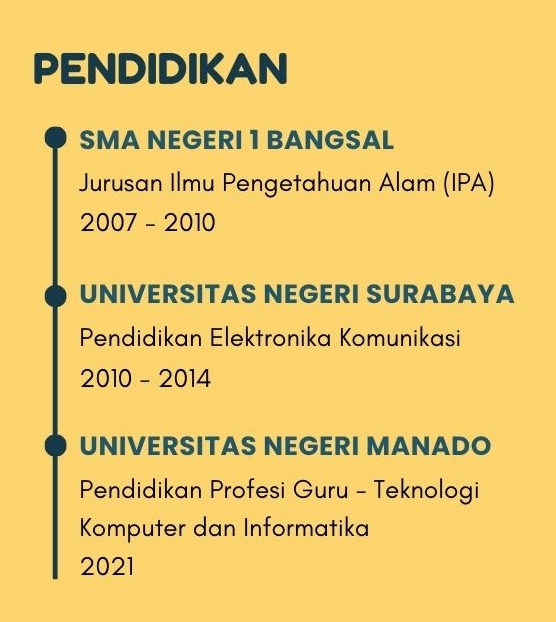 PENDIDIKAN
SMA NEGERI 1 BANGSAL
Jurusan Ilmu Pengetahuan Alam (IPA)
2007 - 2010
UNIVERSITAS NEGERI SURABAYA
Pendidikan Elektronika Komunikasi
2010 - 2014
UNIVERSITAS NEGERI MANADO
Pendidikan Profesi Guru - Teknologi
Komputer dan Informatika
2021